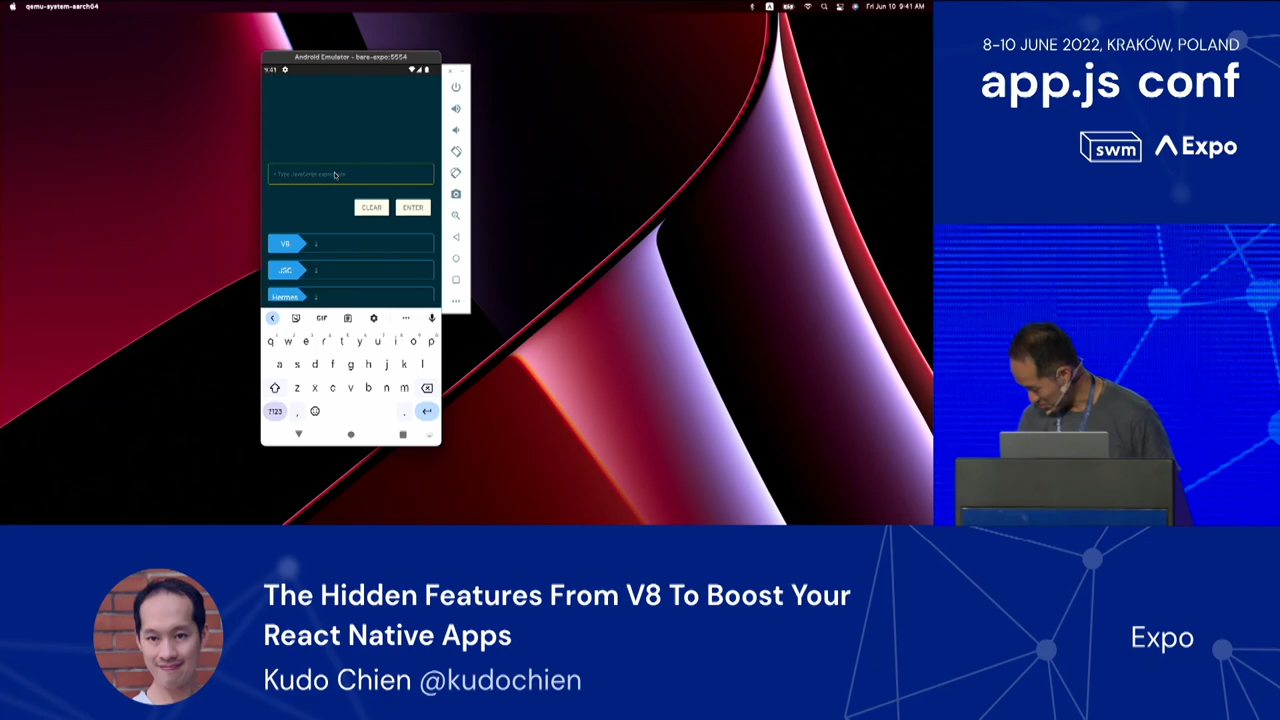 qemu-system-aarch64
Fri Jun 10 9:41 AM
Android Emulator - bare-expo:5554
9:41
CLEAR
ENTER
V8
JSC
Hermes
GIF
q w e r t y u i o p
a s d f g h j k l
z x c v b n m
?123 , .
8-10 JUNE 2022, KRAKÓW, POLAND
app.js conf
swm
Expo
The Hidden Features From V8 To Boost Your
React Native Apps
Kudo Chien @kudochien
Expo